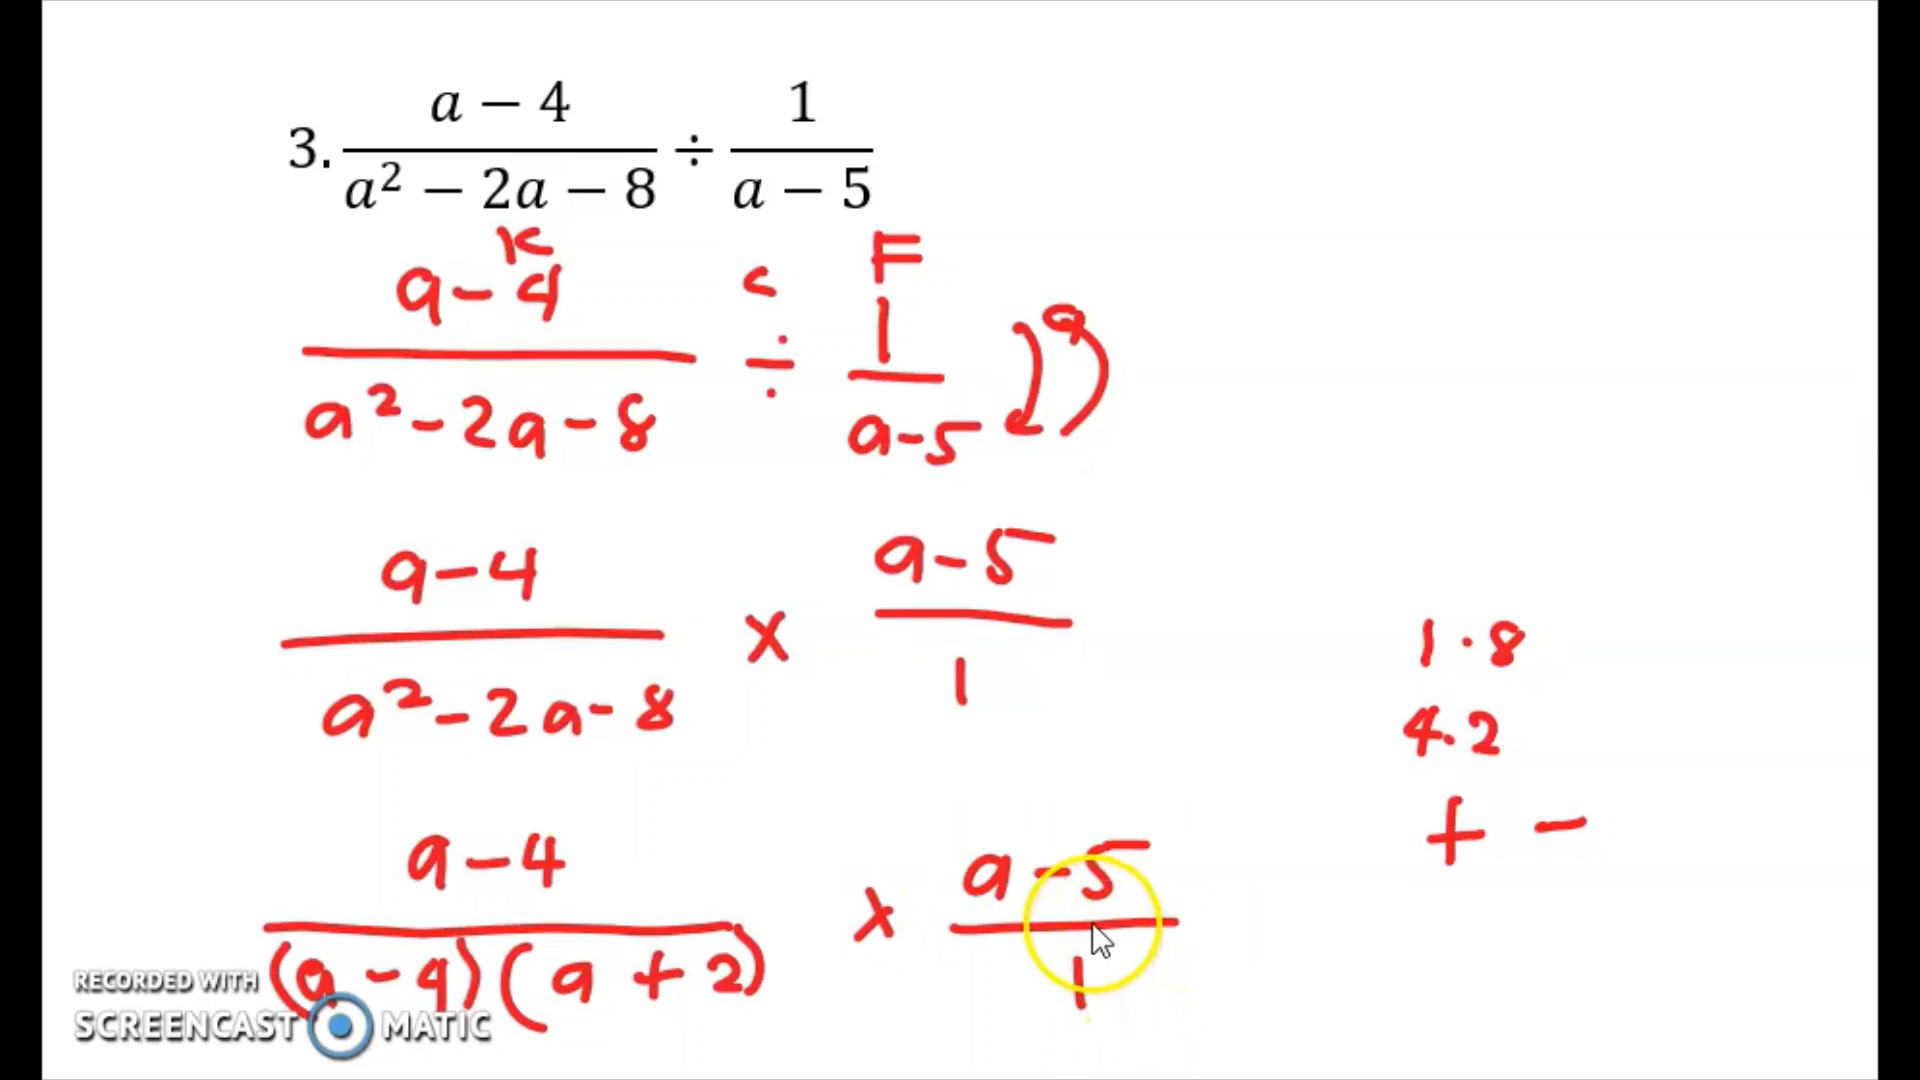 3. a − 4 / a² − 2a − 8 ÷ 1 / a − 5
K C F
a - 4 / a² - 2a - 8 ÷ 1 / a - 5
a - 4 / a² - 2a - 8 x a - 5 / 1
1 . 8
4 . 2
+ -
a - 4 / (a - 4) (a + 2) x a - 5 / 1
RECORDED WITH
SCREENCAST MATIC